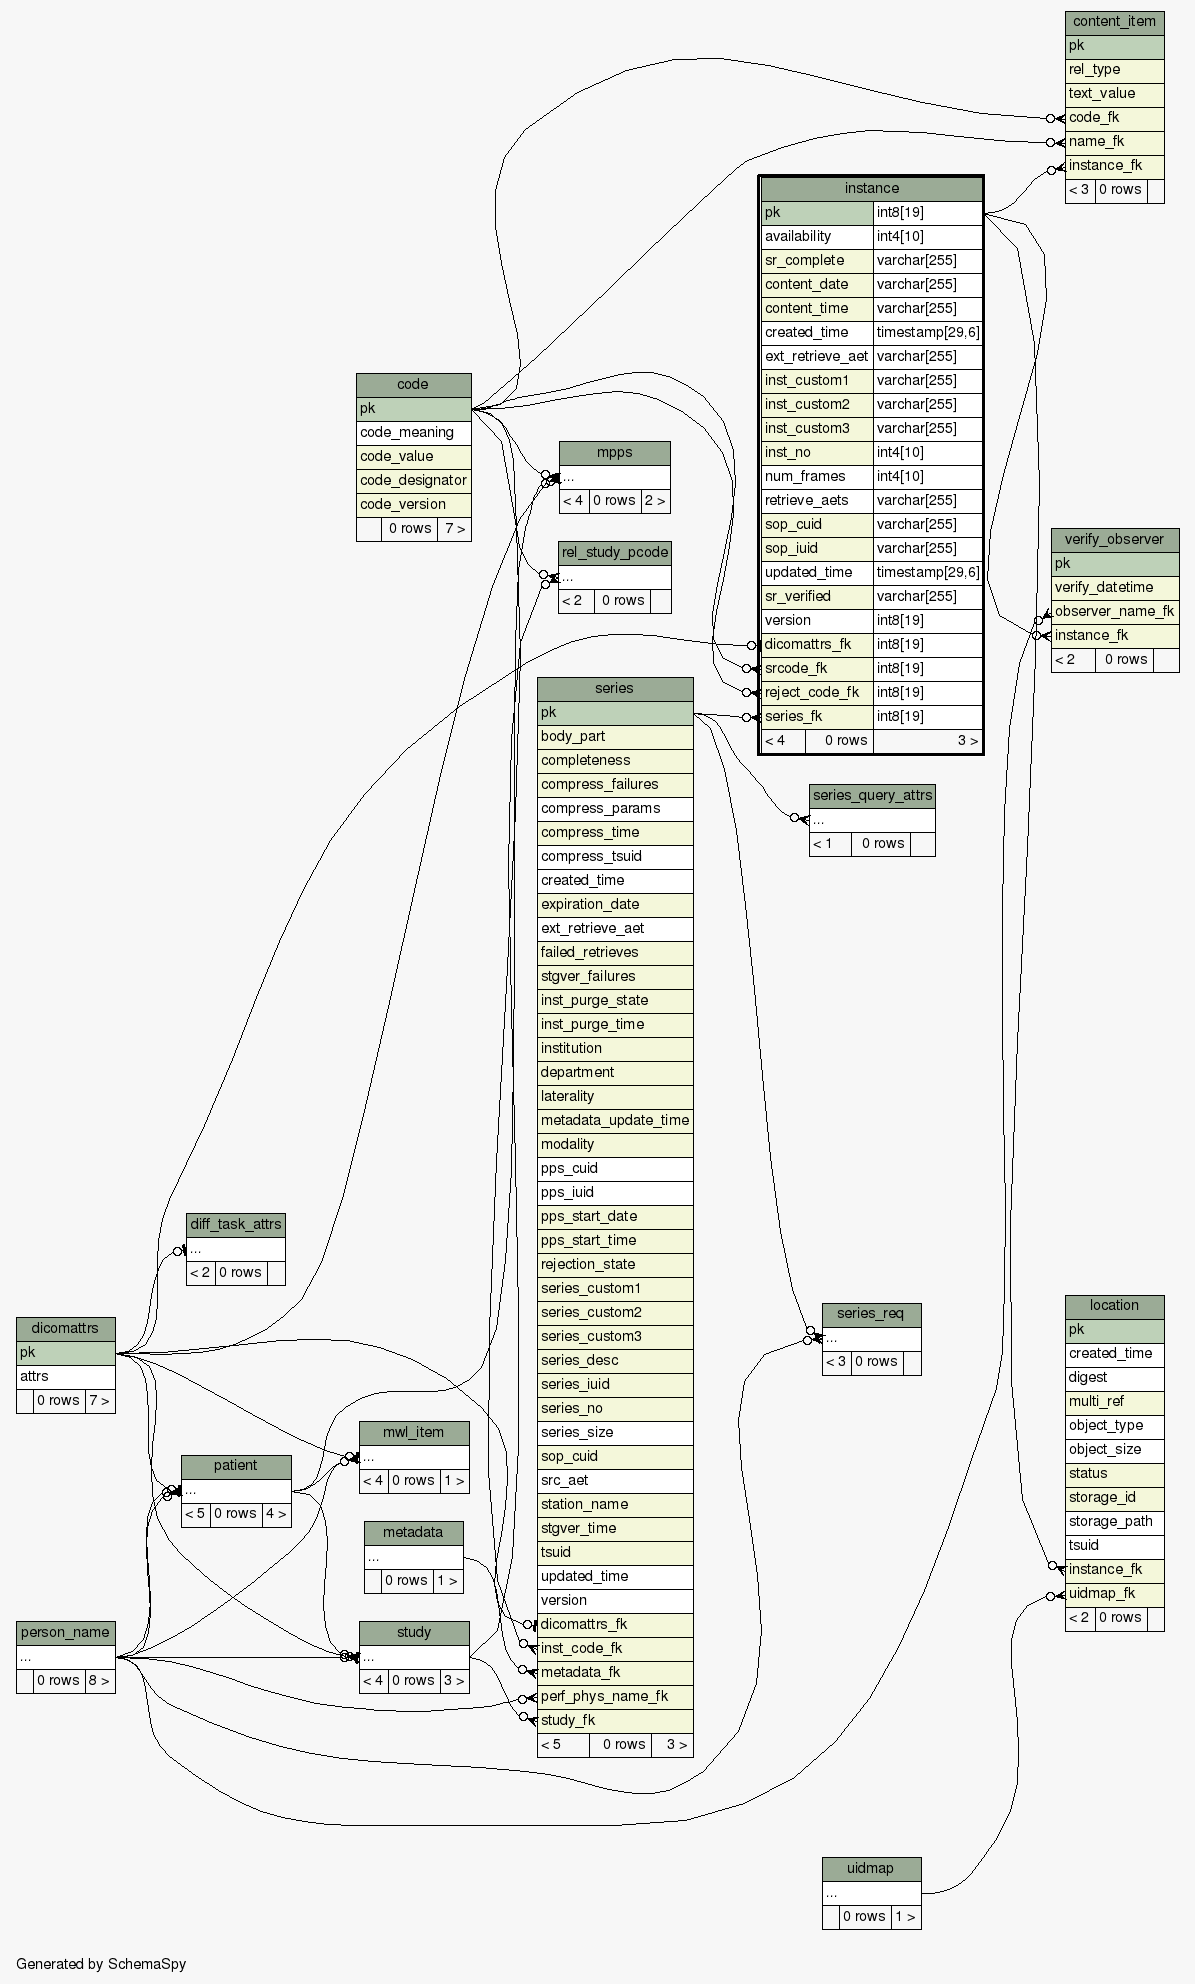 content_item
pk
rel_type
text_value
code_fk
name_fk
instance_fk
< 3 0 rows
instance
pk int8[19]
availability int4[10]
sr_complete varchar[255]
content_date varchar[255]
content_time varchar[255]
created_time timestamp[29,6]
ext_retrieve_aet varchar[255]
inst_custom1 varchar[255]
inst_custom2 varchar[255]
inst_custom3 varchar[255]
inst_no int4[10]
num_frames int4[10]
retrieve_aets varchar[255]
sop_cuid varchar[255]
sop_iuid varchar[255]
updated_time timestamp[29,6]
sr_verified varchar[255]
version int8[19]
dicomattrs_fk int8[19]
srcode_fk int8[19]
reject_code_fk int8[19]
series_fk int8[19]
< 4 0 rows 3 >
code
pk
code_meaning
code_value
code_designator
code_version
0 rows 7 >
mpps
...
< 4 0 rows 2 >
rel_study_pcode
...
< 2 0 rows
verify_observer
pk
verify_datetime
observer_name_fk
instance_fk
< 2 0 rows
series
pk
body_part
completeness
compress_failures
compress_params
compress_time
compress_tsuid
created_time
expiration_date
ext_retrieve_aet
failed_retrieves
stgver_failures
inst_purge_state
inst_purge_time
institution
department
laterality
metadata_update_time
modality
pps_cuid
pps_iuid
pps_start_date
pps_start_time
rejection_state
series_custom1
series_custom2
series_custom3
series_desc
series_iuid
series_no
series_size
sop_cuid
src_aet
station_name
stgver_time
tsuid
updated_time
version
dicomattrs_fk
inst_code_fk
metadata_fk
perf_phys_name_fk
study_fk
< 5 0 rows 3 >
series_query_attrs
...
< 1 0 rows
diff_task_attrs
...
< 2 0 rows
dicomattrs
pk
attrs
0 rows 7 >
series_req
...
< 3 0 rows
location
pk
created_time
digest
multi_ref
object_type
object_size
status
storage_id
storage_path
tsuid
instance_fk
uidmap_fk
< 2 0 rows
mwl_item
...
< 4 0 rows 1 >
patient
...
< 5 0 rows 4 >
metadata
...
0 rows 1 >
person_name
...
0 rows 8 >
study
...
< 4 0 rows 3 >
uidmap
...
0 rows 1 >
Generated by SchemaSpy